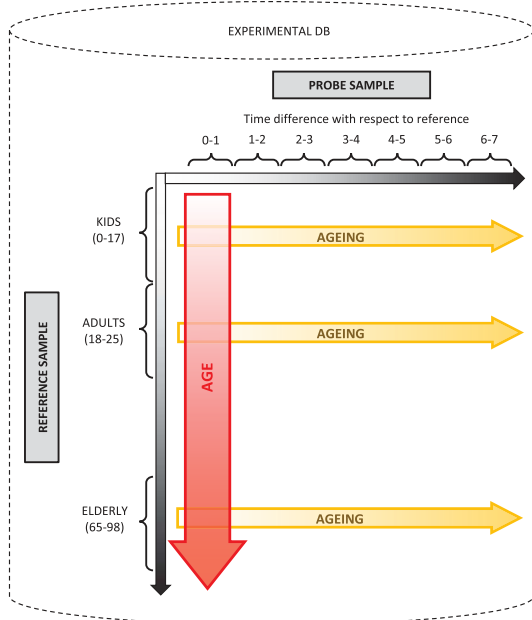 EXPERIMENTAL DB
PROBE SAMPLE
Time difference with respect to reference
0-1 1-2 2-3 3-4 4-5 5-6 6-7
KIDS
(0-17)
AGEING
ADULTS
(18-25)
AGEING
REFERENCE SAMPLE
AGE
ELDERLY
(65-98)
AGEING